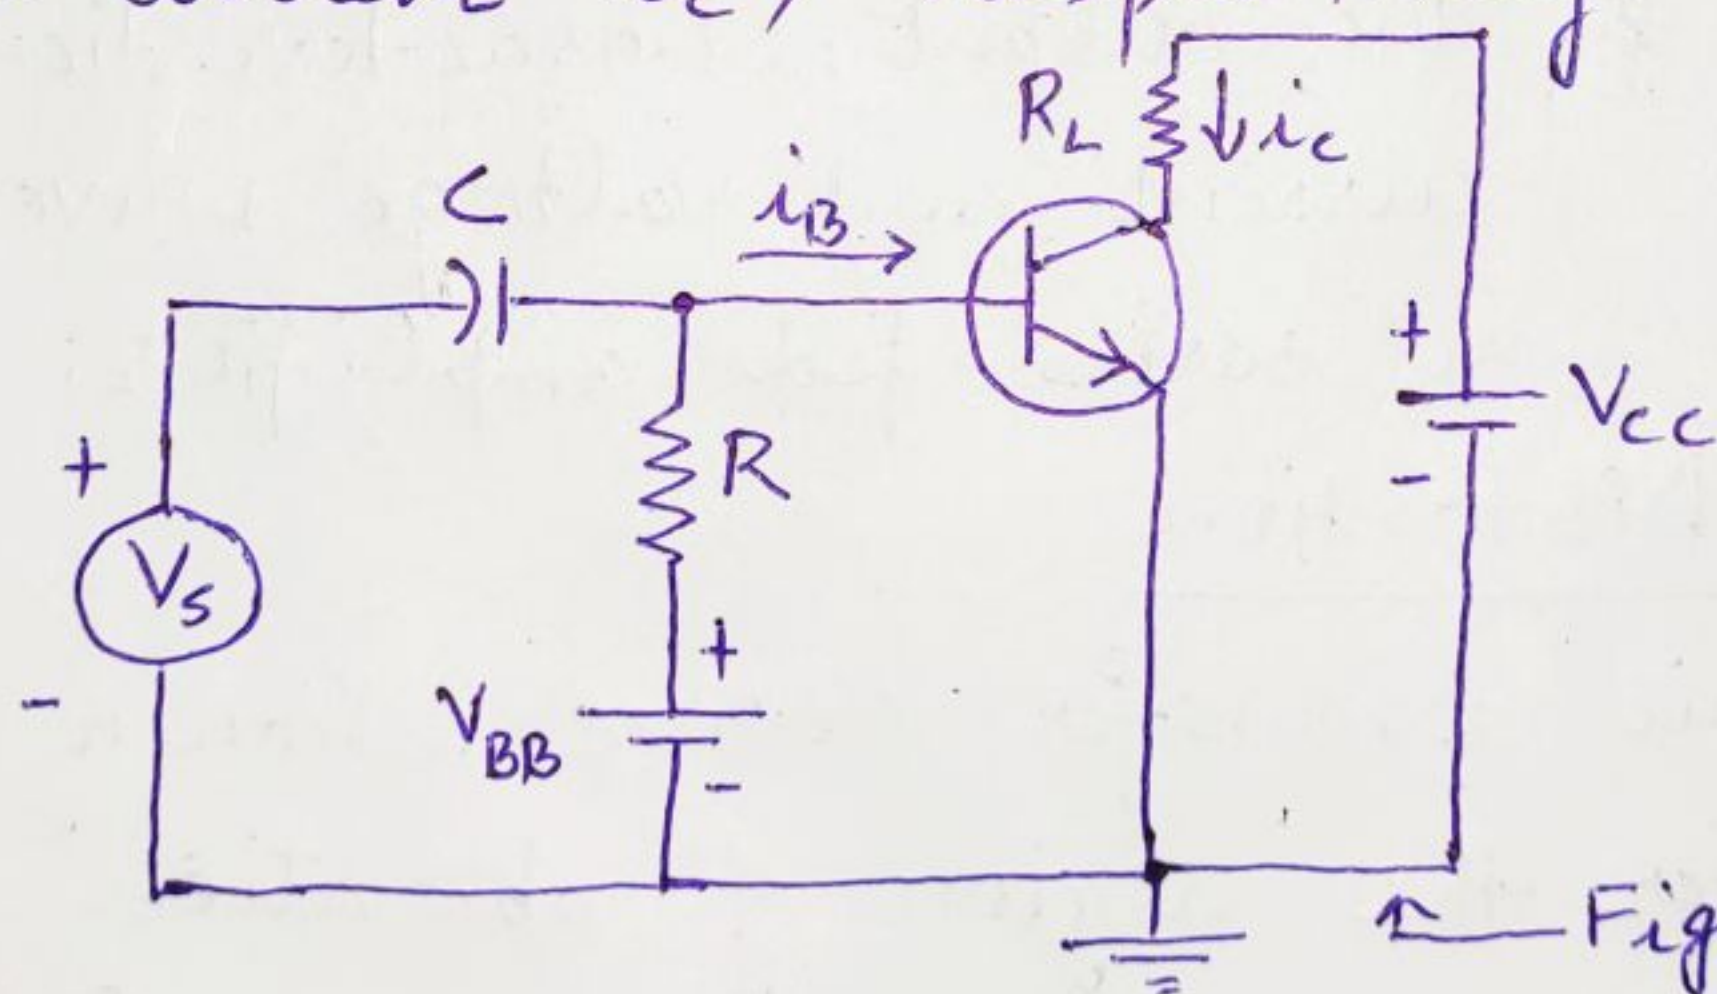 R_L ↓ i_c
C
i_B
+
V_CC
-
R
+
V_S
-
+
V_BB
-
Fig